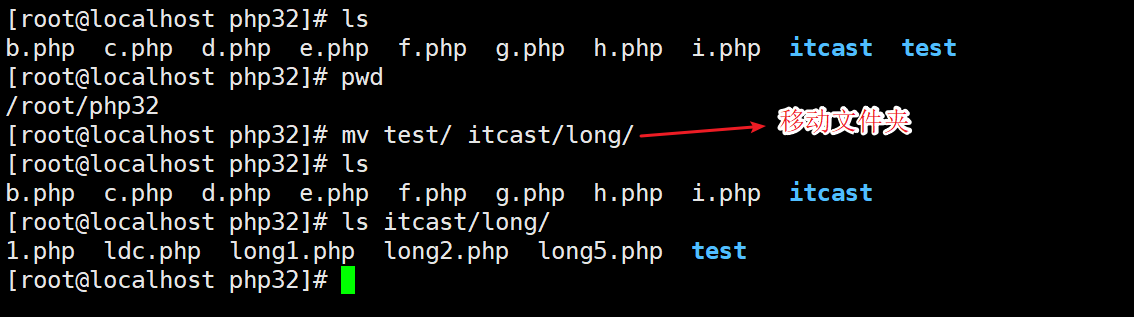 [root@localhost php32]# ls
b.php  c.php  d.php  e.php  f.php  g.php  h.php  i.php  itcast  test
[root@localhost php32]# pwd
/root/php32
[root@localhost php32]# mv test/ itcast/long/
移动文件夹
[root@localhost php32]# ls
b.php  c.php  d.php  e.php  f.php  g.php  h.php  i.php  itcast
[root@localhost php32]# ls itcast/long/
1.php  ldc.php  long1.php  long2.php  long5.php  test
[root@localhost php32]#